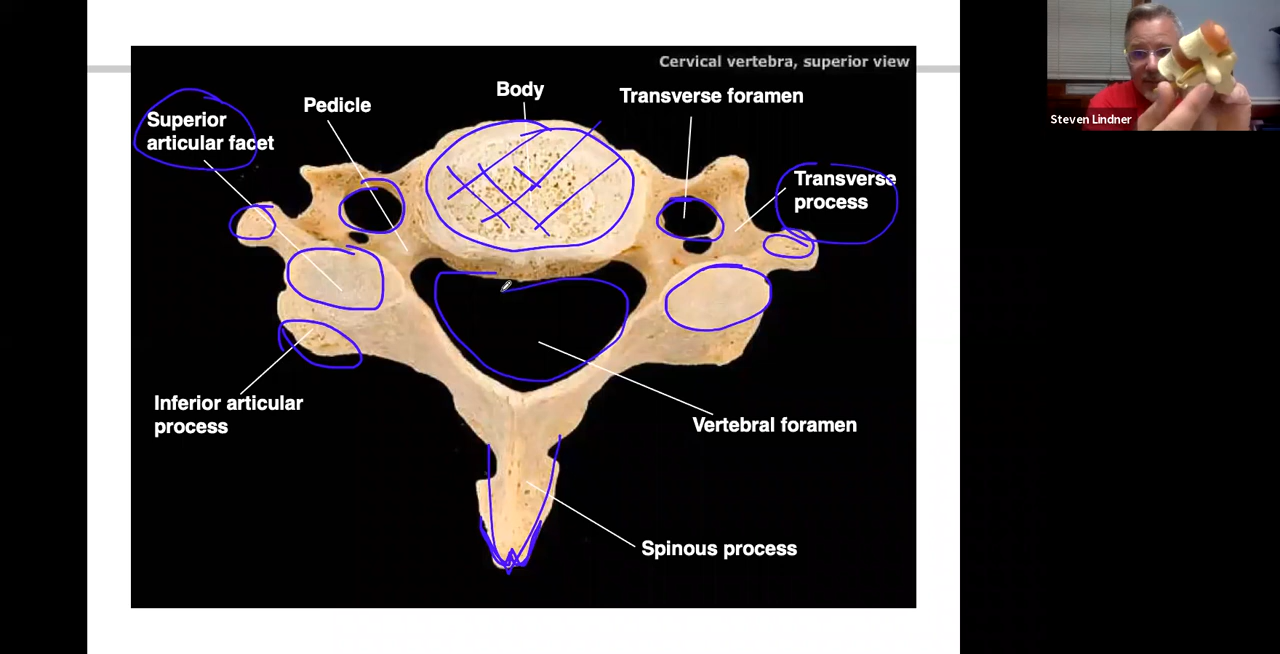 Cervical vertebra, superior view
Body
Transverse foramen
Pedicle
Superior
articular facet
Transverse
process
Inferior articular
process
Vertebral foramen
Spinous process
Steven Lindner